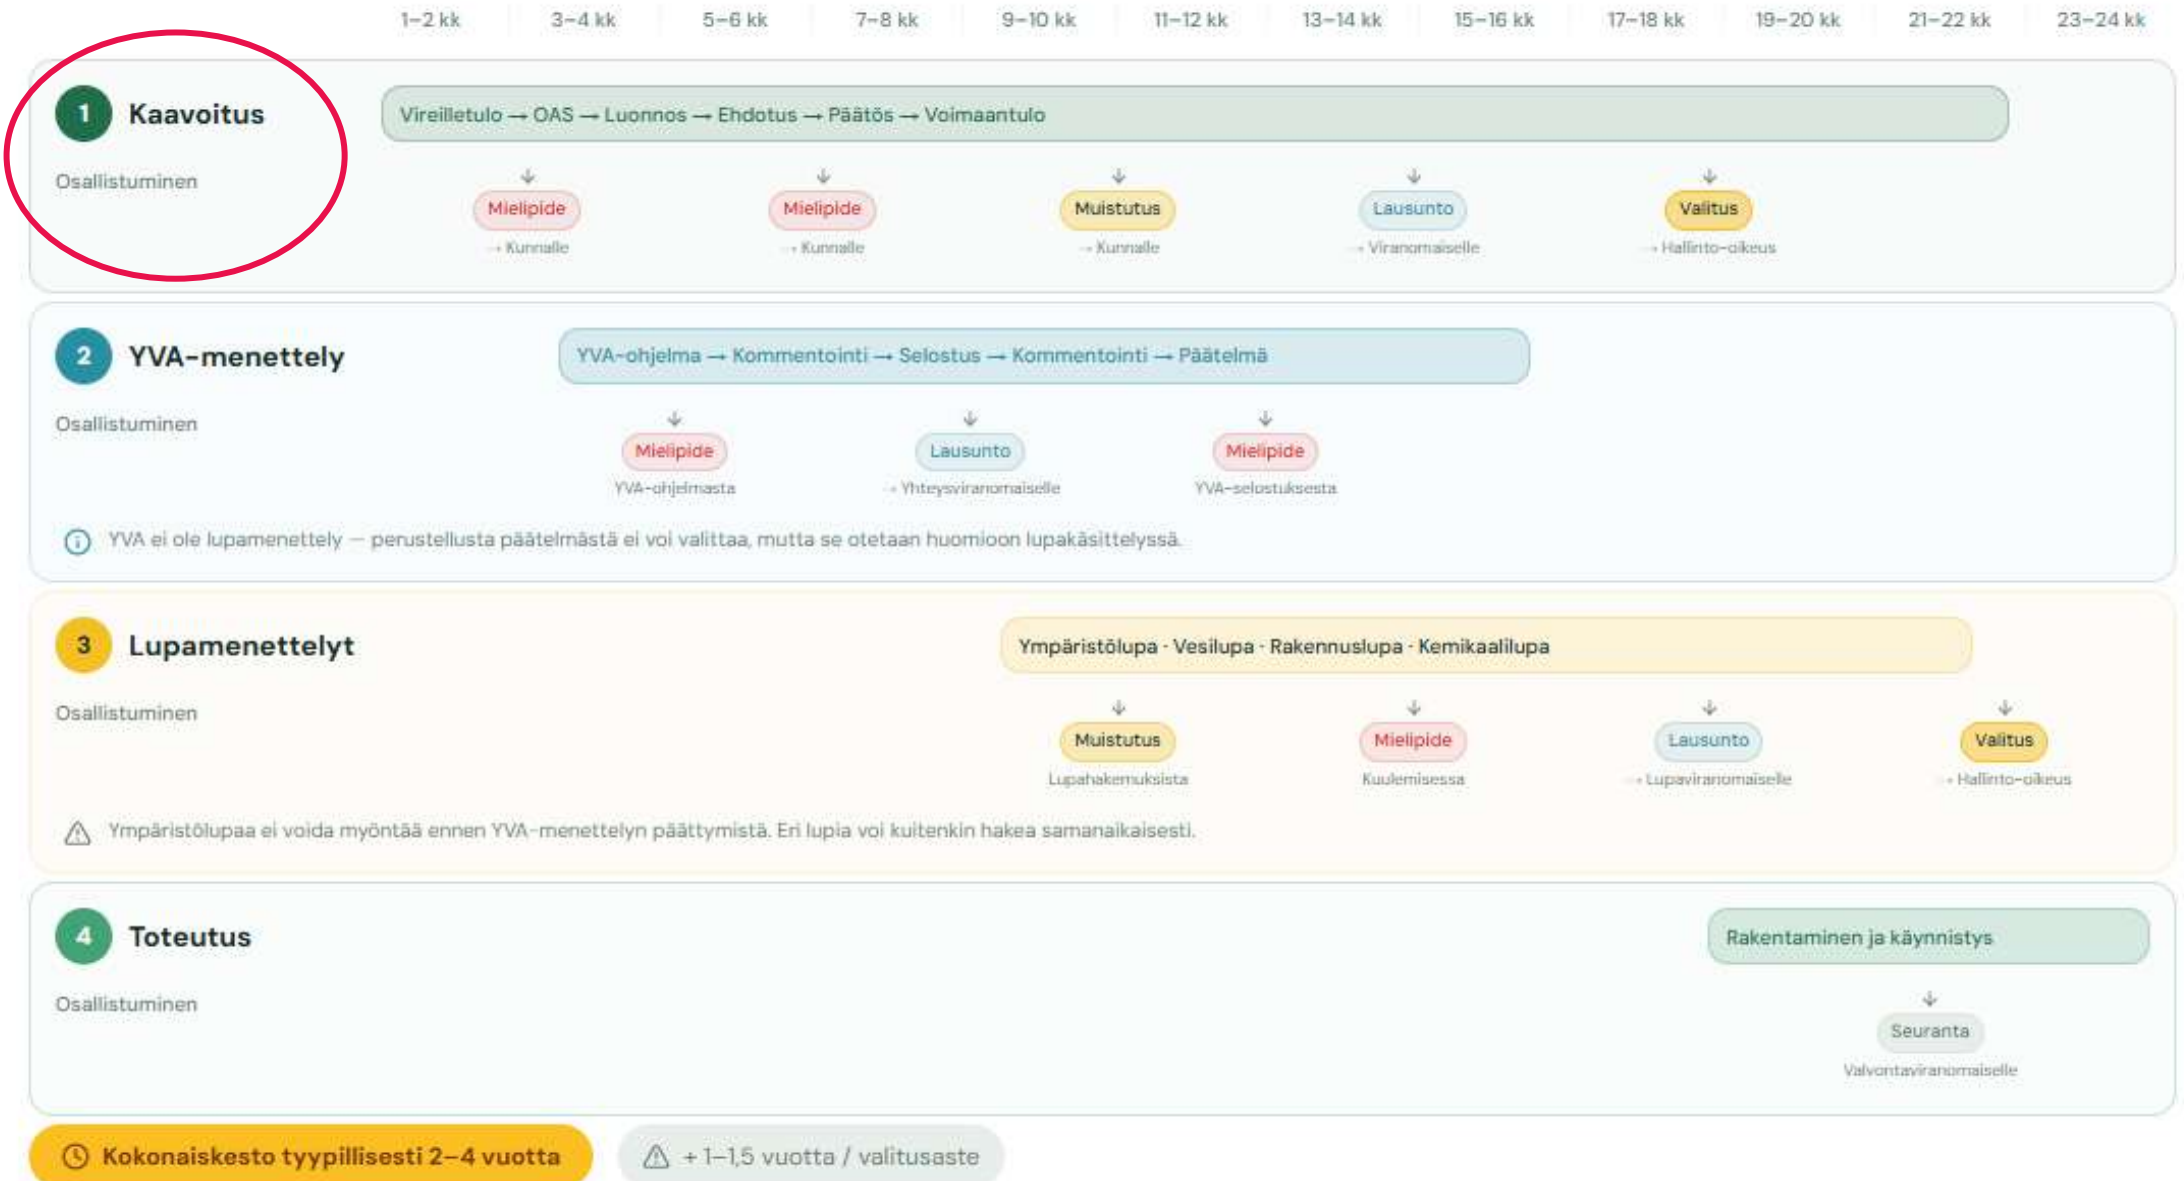 1–2 kk 3–4 kk 5–6 kk 7–8 kk 9–10 kk 11–12 kk 13–14 kk 15–16 kk 17–18 kk 19–20 kk 21–22 kk 23–24 kk
1 Kaavoitus
Vireilletulo → OAS → Luonnos → Ehdotus → Päätös → Voimaantulo
Osallistuminen
↓ ↓ ↓ ↓ ↓
Mielipide Mielipide Muistutus Lausunto Valitus
→ Kunnalle → Kunnalle → Kunnalle → Viranomaiselle → Hallinto-oikeus
2 YVA-menettely
YVA-ohjelma → Kommentointi → Selostus → Kommentointi → Päätelmä
Osallistuminen
↓ ↓ ↓
Mielipide Lausunto Mielipide
YVA-ohjelmasta → Yhteysviranomaiselle YVA-selostuksesta
YVA ei ole lupamenettely — perustellusta päätelmästä ei voi valittaa, mutta se otetaan huomioon lupakäsittelyssä.
3 Lupamenettelyt
Ympäristölupa · Vesilupa · Rakennuslupa · Kemikaalilupa
Osallistuminen
↓ ↓ ↓ ↓
Muistutus Mielipide Lausunto Valitus
Lupahakemuksista Kuulemisessa → Lupaviranomaiselle → Hallinto-oikeus
Ympäristölupaa ei voida myöntää ennen YVA-menettelyn päättymistä. Eri lupia voi kuitenkin hakea samanaikaisesti.
4 Toteutus
Rakentaminen ja käynnistys
Osallistuminen
↓
Seuranta
Valvontaviranomaiselle
Kokonaiskesto tyypillisesti 2–4 vuotta
+ 1–1,5 vuotta / valitusaste